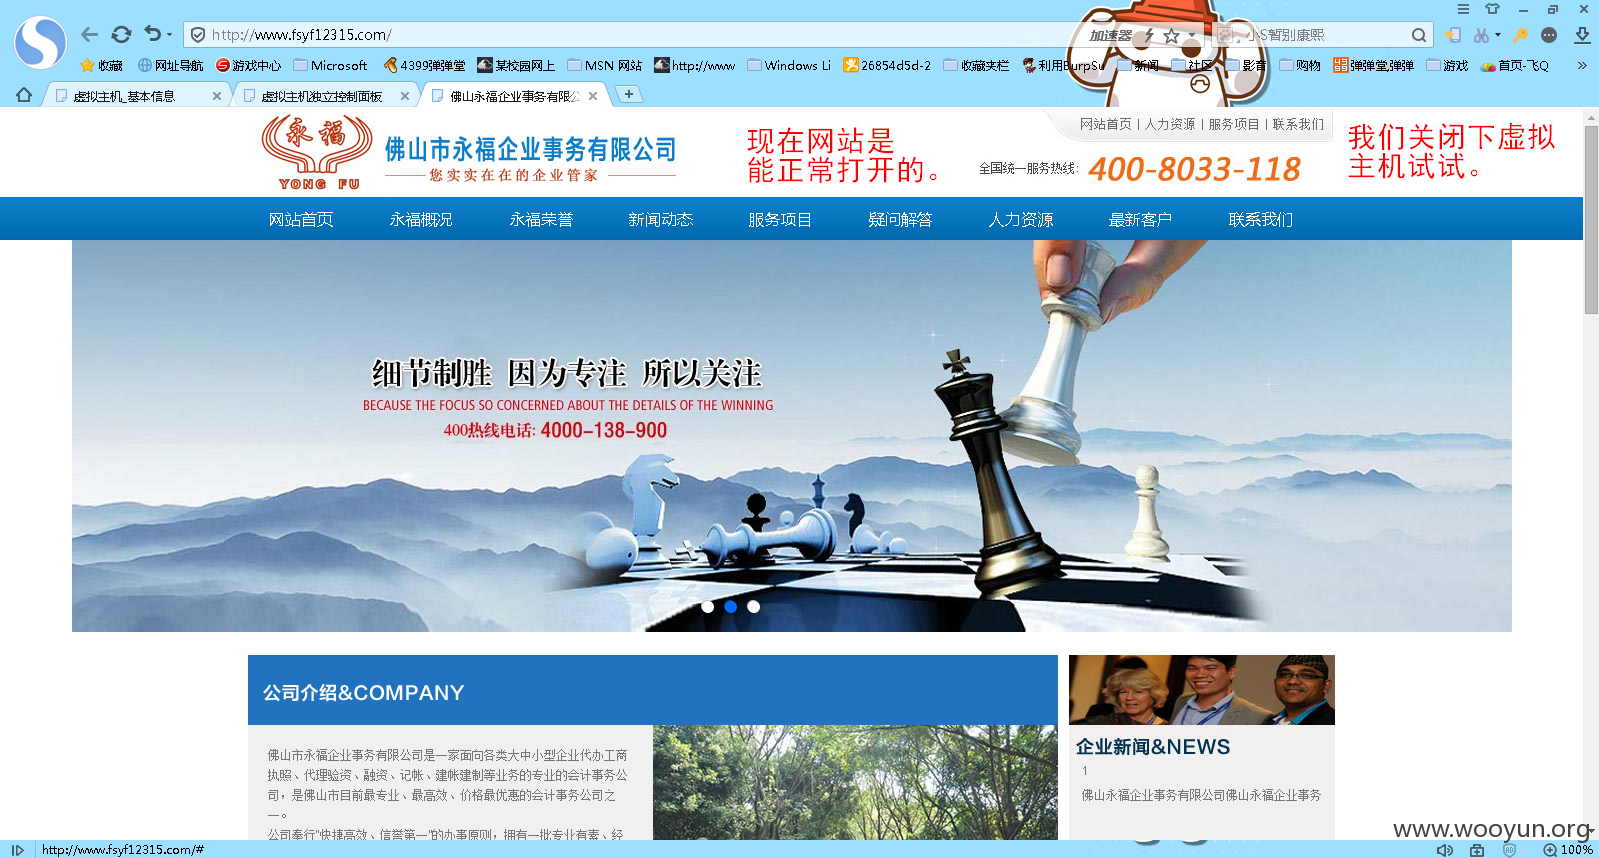 http://www.fsyf12315.com/
加速器
小S暂别康熙
收藏 网址导航 游戏中心 Microsoft 4399弹弹堂 某校园网上 MSN 网站 http://www Windows Li 26854d5d-2 收藏夹栏 利用BurpSu 新闻 社区 影音 购物 弹弹堂,弹弹 游戏 首页-飞Q »
虚拟主机_基本信息 虚拟主机独立控制面板 佛山永福企业事务有限公
网站首页 | 人力资源 | 服务项目 | 联系我们
永福
YONG FU
佛山市永福企业事务有限公司
您实实在在的企业管家
现在网站是
能正常打开的。
全国统一服务热线:
400-8033-118
我们关闭下虚拟
主机试试。
网站首页 永福概况 永福荣誉 新闻动态 服务项目 疑问解答 人力资源 最新客户 联系我们
细节制胜 因为专注 所以关注
BECAUSE THE FOCUS SO CONCERNED ABOUT THE DETAILS OF THE WINNING
400热线电话: 4000-138-900
公司介绍&COMPANY
佛山市永福企业事务有限公司是一家面向各类大中小型企业代办工商
执照、代理验资、融资、记帐、建帐建制等业务的专业的会计事务公
司，是佛山市目前最专业、最高效、价格最优惠的会计事务公司之
一。
公司奉行"快捷高效、信誉第一"的办事原则，拥有一批专业有素、经
企业新闻&NEWS
1
佛山永福企业事务有限公司佛山永福企业事务
www.wooyun.org
http://www.fsyf12315.com/#
100%